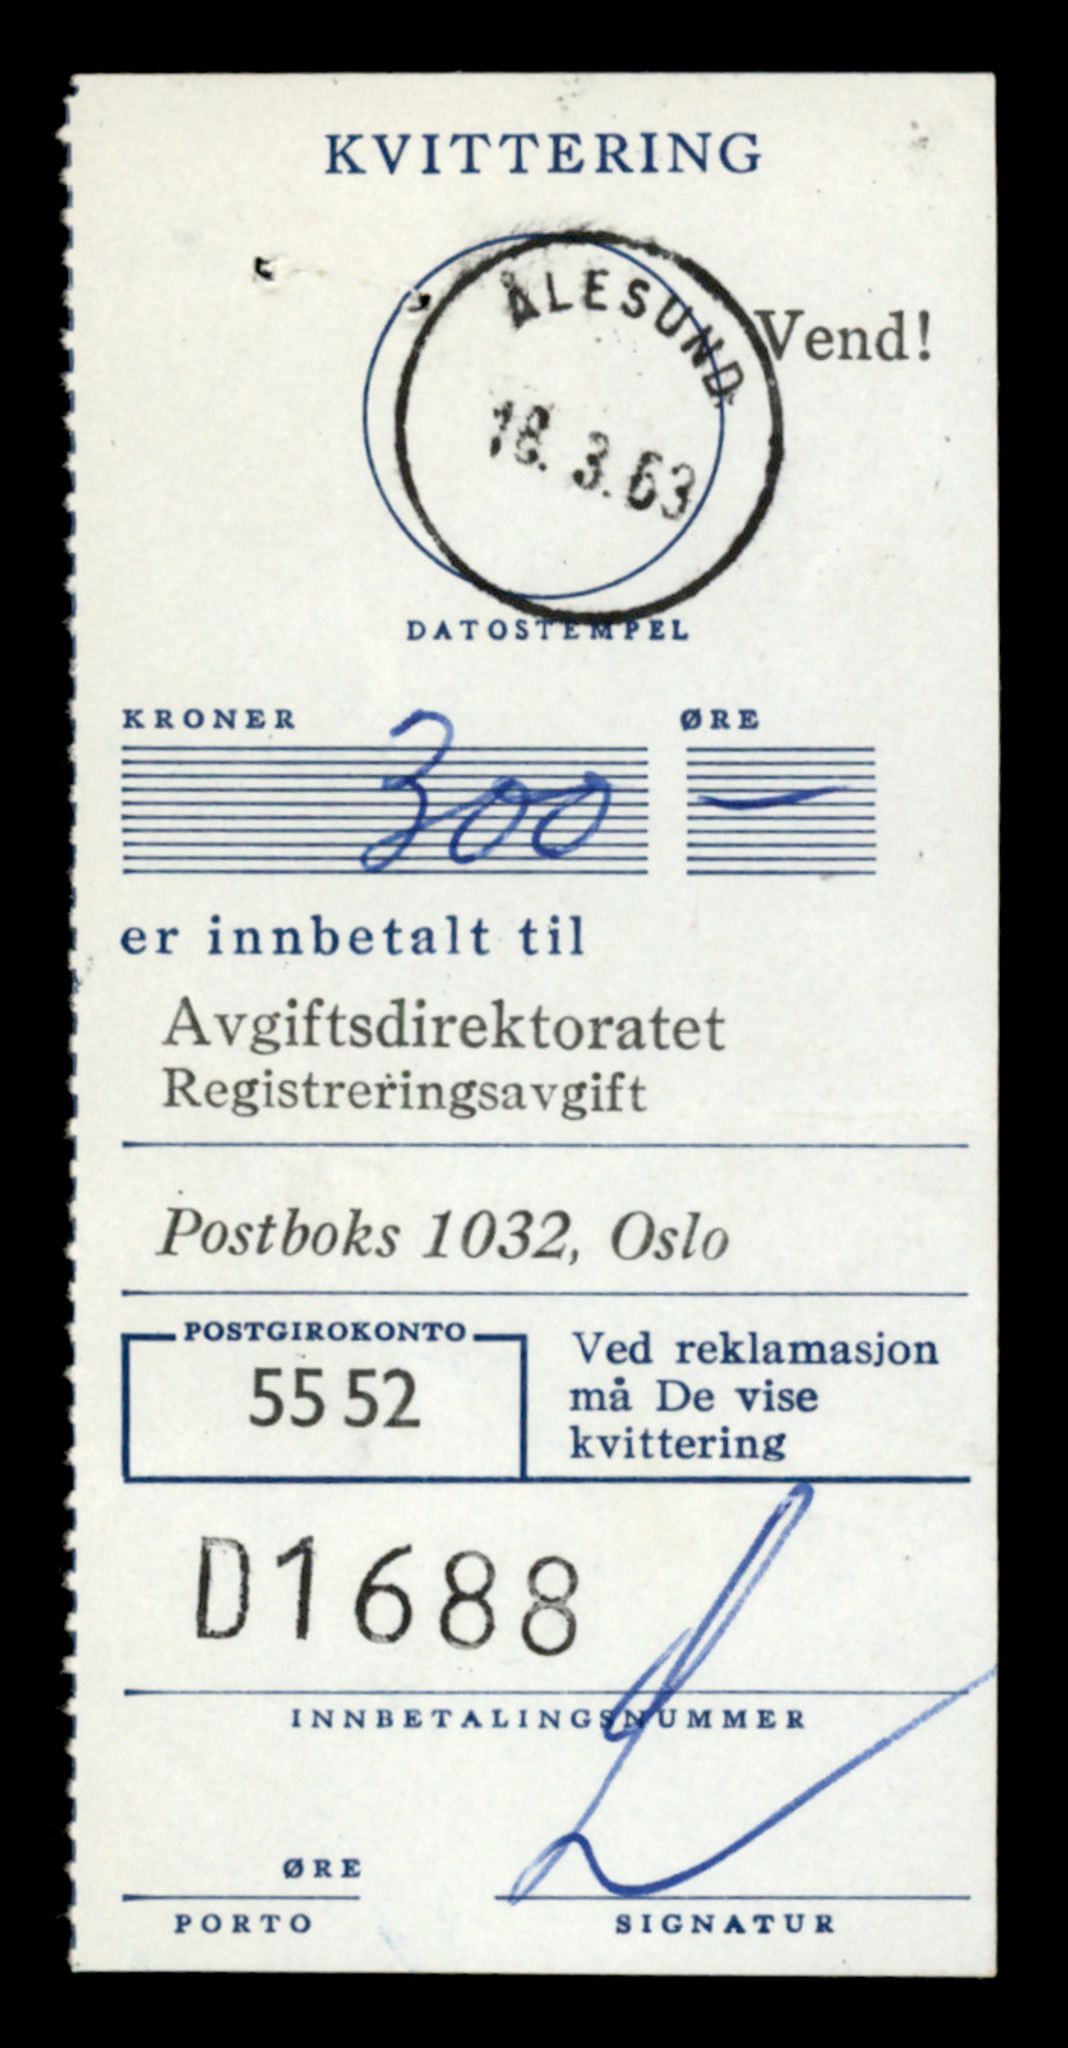 KVITTERING
ÅLESUND
18.3.63
Vend!
DATOSTEMPEL
KRONER ØRE
300 —
er innbetalt til
Avgiftsdirektoratet
Registreringsavgift
Postboks 1032, Oslo
POSTGIROKONTO
55 52
Ved reklamasjon
må De vise
kvittering
D1688
INNBETALINGSNUMMER
ØRE
PORTO
SIGNATUR